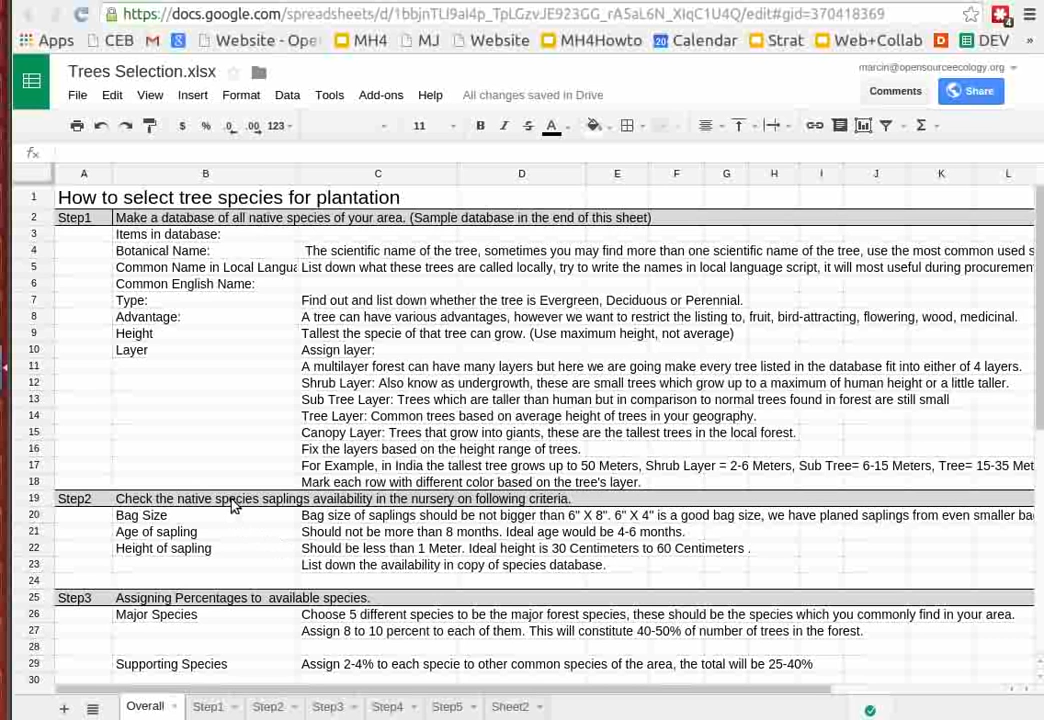 https://docs.google.com/spreadsheets/d/1bbjnTLI9aI4p_TpLGzvJE923GG_rA5aL6N_XIqC1U4Q/edit#gid=370418369
4
Apps CEB Website - Ope MH4 MJ Website MH4Howto 20 Calendar Strat Web+Collab D DEV »
Trees Selection.xlsx
marcin@opensourceecology.org
File Edit View Insert Format Data Tools Add-ons Help All changes saved in Drive
Comments Share
$ % .0 .00 123 11 B I S A Σ
fx
A B C D E F G H I J K L
1 How to select tree species for plantation
2 Step1 Make a database of all native species of your area. (Sample database in the end of this sheet)
3 Items in database:
4 Botanical Name: The scientific name of the tree, sometimes you may find more than one scientific name of the tree, use the most common used s
5 Common Name in Local Langua List down what these trees are called locally, try to write the names in local language script, it will most useful during procuremen
6 Common English Name:
7 Type: Find out and list down whether the tree is Evergreen, Deciduous or Perennial.
8 Advantage: A tree can have various advantages, however we want to restrict the listing to, fruit, bird-attracting, flowering, wood, medicinal.
9 Height Tallest the specie of that tree can grow. (Use maximum height, not average)
10 Layer Assign layer:
11 A multilayer forest can have many layers but here we are going make every tree listed in the database fit into either of 4 layers.
12 Shrub Layer: Also know as undergrowth, these are small trees which grow up to a maximum of human height or a little taller.
13 Sub Tree Layer: Trees which are taller than human but in comparison to normal trees found in forest are still small
14 Tree Layer: Common trees based on average height of trees in your geography.
15 Canopy Layer: Trees that grow into giants, these are the tallest trees in the local forest.
16 Fix the layers based on the height range of trees.
17 For Example, in India the tallest tree grows up to 50 Meters, Shrub Layer = 2-6 Meters, Sub Tree= 6-15 Meters, Tree= 15-35 Met
18 Mark each row with different color based on the tree's layer.
19 Step2 Check the native species saplings availability in the nursery on following criteria.
20 Bag Size Bag size of saplings should be not bigger than 6" X 8". 6" X 4" is a good bag size, we have planed saplings from even smaller ba
21 Age of sapling Should not be more than 8 months. Ideal age would be 4-6 months.
22 Height of sapling Should be less than 1 Meter. Ideal height is 30 Centimeters to 60 Centimeters .
23 List down the availability in copy of species database.
24
25 Step3 Assigning Percentages to available species.
26 Major Species Choose 5 different species to be the major forest species, these should be the species which you commonly find in your area.
27 Assign 8 to 10 percent to each of them. This will constitute 40-50% of number of trees in the forest.
28
29 Supporting Species Assign 2-4% to each specie to other common species of the area, the total will be 25-40%
30
+ Overall Step1 Step2 Step3 Step4 Step5 Sheet2